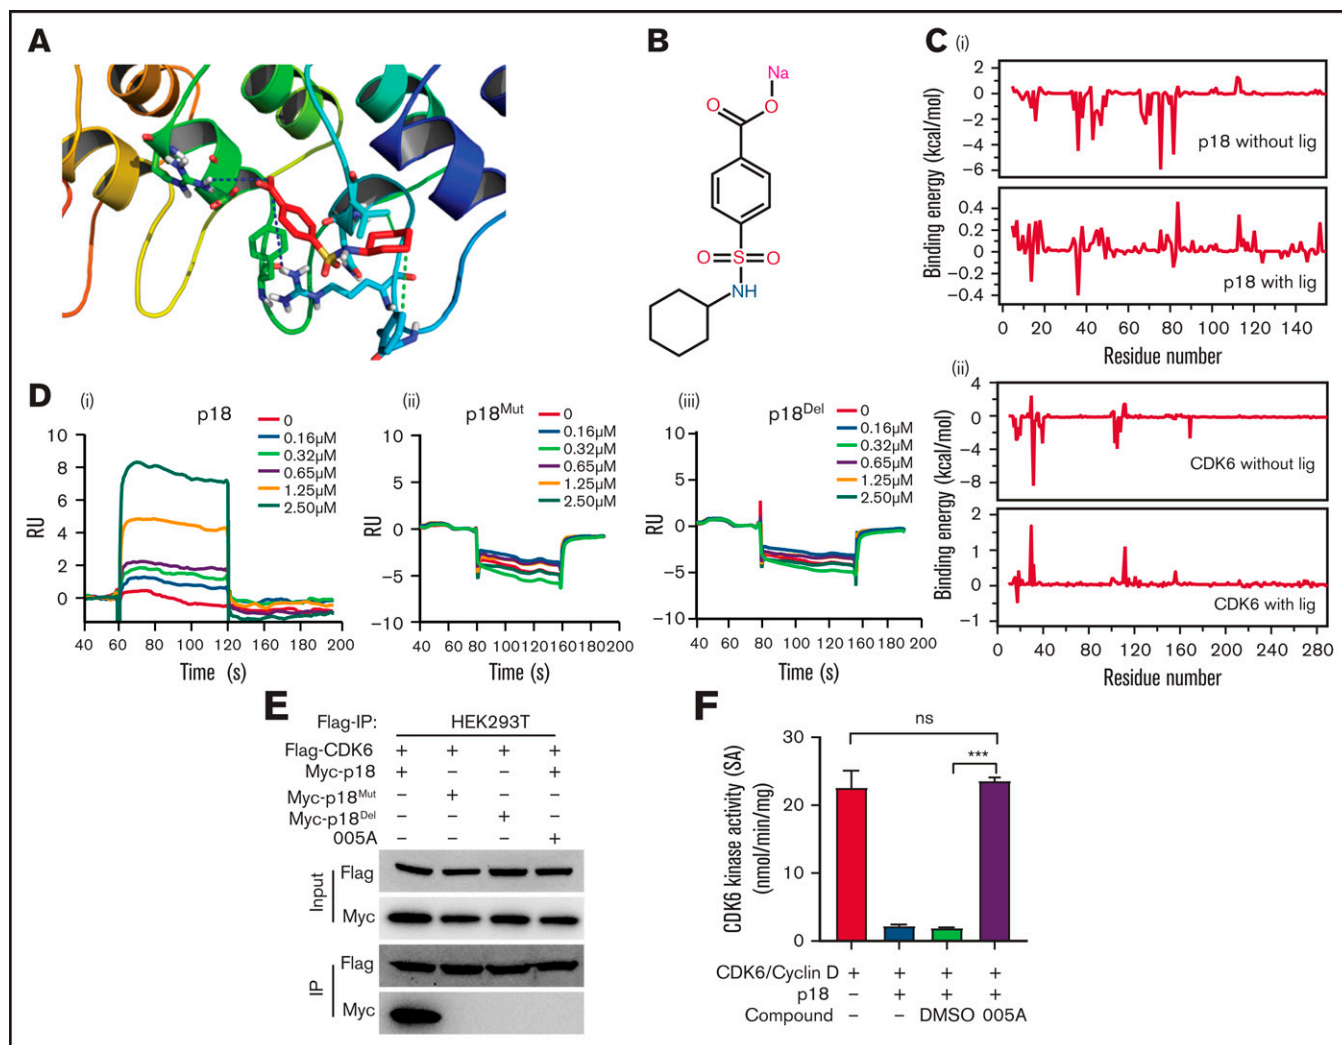 A
B
Na
O
O
O
S
O
NH
C
(i)
Binding energy (kcal/mol)
2
0
−2
−4
−6
p18 without lig
0.4
0.2
0
−0.2
−0.4
p18 with lig
0 20 40 60 80 100 120 140
Residue number
(ii)
Binding energy (kcal/mol)
4
0
−4
−8
CDK6 without lig
2
1
0
−1
CDK6 with lig
0 40 80 120 160 200 240 280
Residue number
D
(i)
p18
0
0.16µM
0.32µM
0.65µM
1.25µM
2.50µM
RU
10
8
6
4
2
0
40 60 80 100 120 160 200
Time (s)
(ii)
p18Mut
0
0.16µM
0.32µM
0.65µM
1.25µM
2.50µM
10
5
0
−5
−10
40 60 80 100 120 160 200
Time (s)
(iii)
p18Del
0
0.16µM
0.32µM
0.65µM
1.25µM
2.50µM
RU
10
5
0
−5
−10
40 60 80 100 120 160 200
Time (s)
E
Flag-IP: HEK293T
Flag-CDK6 + + + +
Myc-p18 + − − +
Myc-p18Mut − + − −
Myc-p18Del − − + −
005A − − − +
Input
Flag
Myc
IP
Flag
Myc
F
ns
***
CDK6 kinase activity (SA)
(nmol/min/mg)
30
20
10
0
CDK6/Cyclin D + + + +
p18 − + + +
Compound − − DMSO 005A